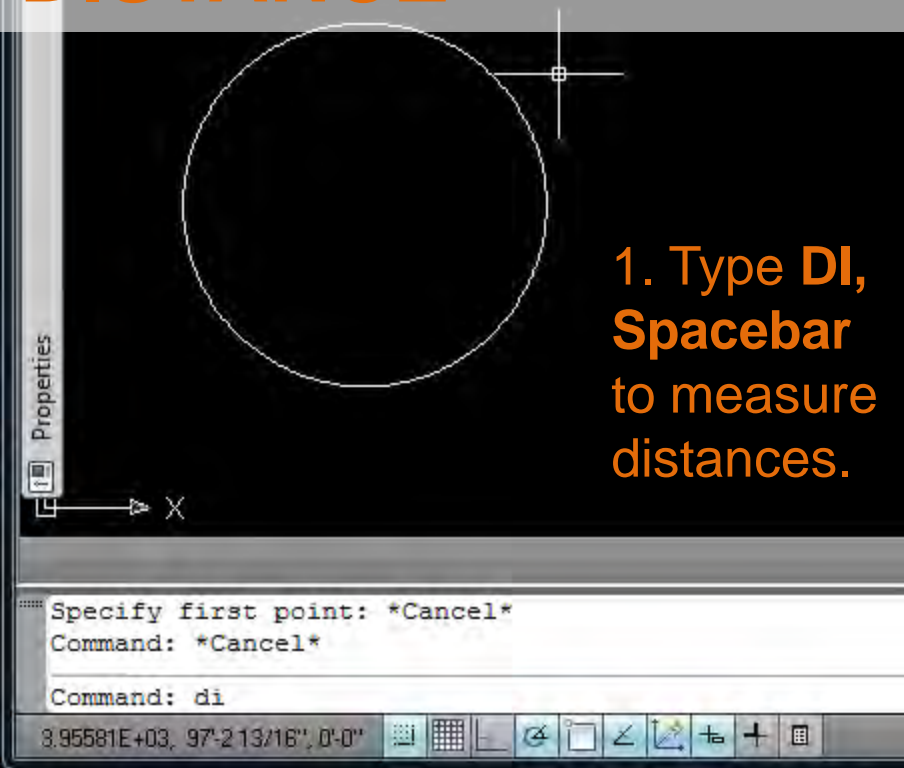 DISTANCE
1. Type DI,
Spacebar
to measure
distances.
Properties
X
Specify first point: *Cancel*
Command: *Cancel*
Command: di
3.95581E+03, 97'-2 13/16", 0'-0"